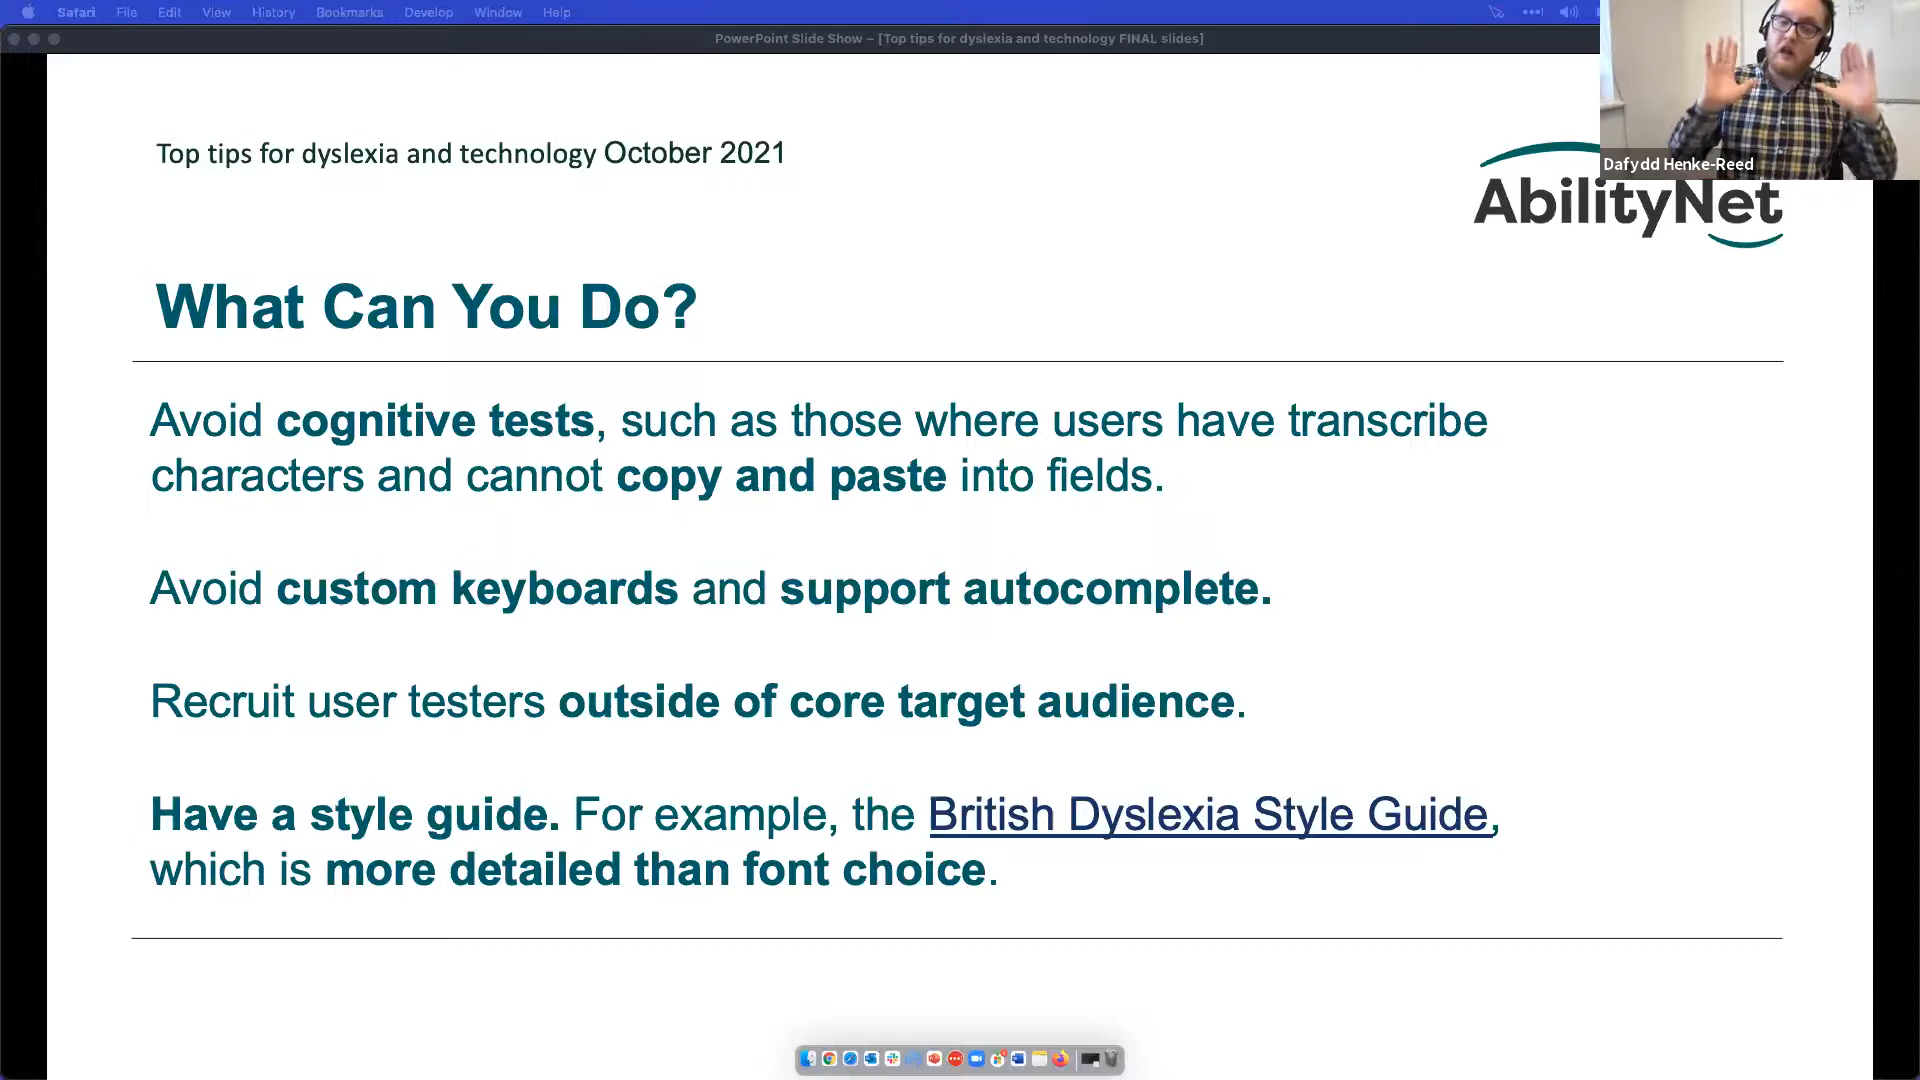 Safari File Edit View History Bookmarks Develop Window Help
PowerPoint Slide Show – [Top tips for dyslexia and technology FINAL slides]
Dafydd Henke-Reed
Top tips for dyslexia and technology October 2021
AbilityNet
What Can You Do?
Avoid cognitive tests, such as those where users have transcribe
characters and cannot copy and paste into fields.
Avoid custom keyboards and support autocomplete.
Recruit user testers outside of core target audience.
Have a style guide. For example, the British Dyslexia Style Guide,
which is more detailed than font choice.